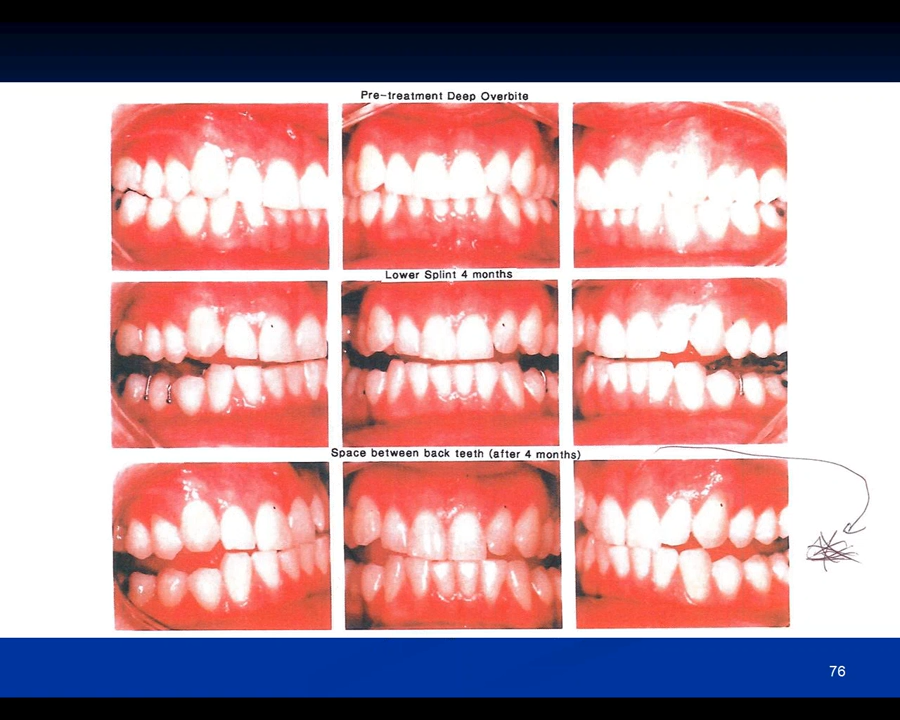 Pre-treatment Deep Overbite
Lower Splint 4 months
Space between back teeth (after 4 months)
76